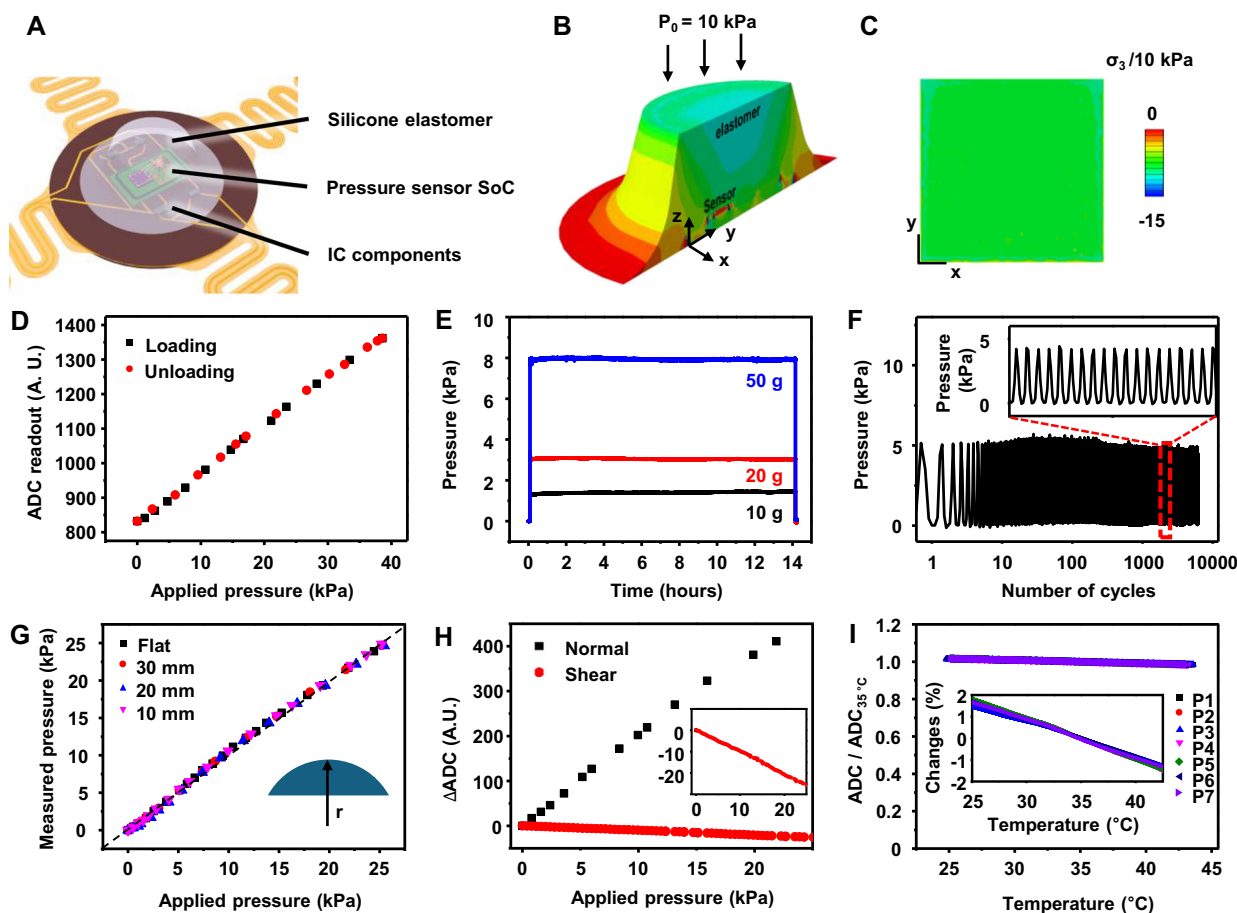 A
Silicone elastomer
Pressure sensor SoC
IC components
B
P0 = 10 kPa
elastomer
Sensor
z
y
x
C
σ3 /10 kPa
0
-15
y
x
D
ADC readout (A. U.)
1400
1300
1200
1100
1000
900
800
Loading
Unloading
0 10 20 30 40
Applied pressure (kPa)
E
Pressure (kPa)
10
8
6
4
2
0
50 g
20 g
10 g
0 2 4 6 8 10 12 14
Time (hours)
F
Pressure (kPa)
10
5
0
Pressure
(kPa)
5
0
1 10 100 1000 10000
Number of cycles
G
Measured pressure (kPa)
25
20
15
10
5
0
Flat
30 mm
20 mm
10 mm
r
0 5 10 15 20 25
Applied pressure (kPa)
H
ΔADC (A.U.)
400
300
200
100
0
Normal
Shear
0
-10
-20
0 10 20
0 5 10 15 20
Applied pressure (kPa)
I
ADC / ADC35 °C
1.2
1.0
0.8
0.6
0.4
0.2
0
Changes (%)
2
1
0
-1
-2
25 30 35 40
Temperature (°C)
P1
P2
P3
P4
P5
P6
P7
25 30 35 40 45
Temperature (°C)